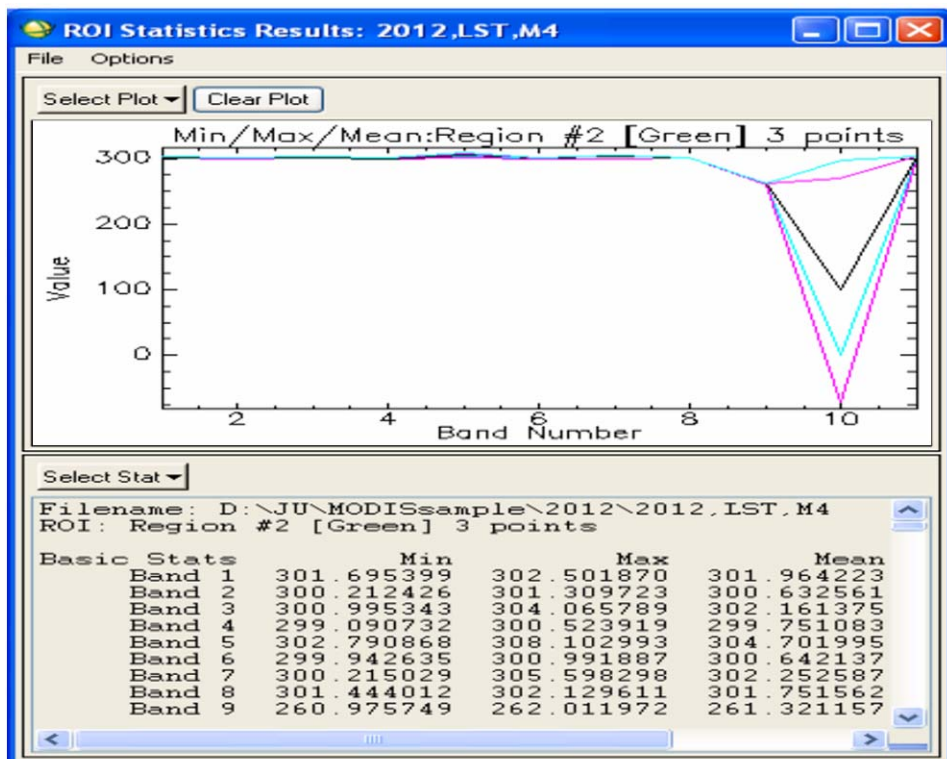 ROI Statistics Results: 2012,LST,M4
File Options
Select Plot Clear Plot
Min/Max/Mean:Region #2 [Green] 3 points
300
200
100
0
Value
2 4 6 8 10
Band Number
Select Stat
Filename: D:\JU\MODISsample\2012\2012,LST,M4
ROI: Region #2 [Green] 3 points
Basic Stats Min Max Mean
Band 1 301.695399 302.501870 301.964223
Band 2 300.212426 301.309723 300.632561
Band 3 300.995343 304.065789 302.161375
Band 4 299.090732 300.523919 299.751083
Band 5 302.790868 308.102993 304.701995
Band 6 299.942635 300.991887 300.642137
Band 7 300.215029 305.598298 302.252587
Band 8 301.444012 302.129611 301.751562
Band 9 260.975749 262.011972 261.321157